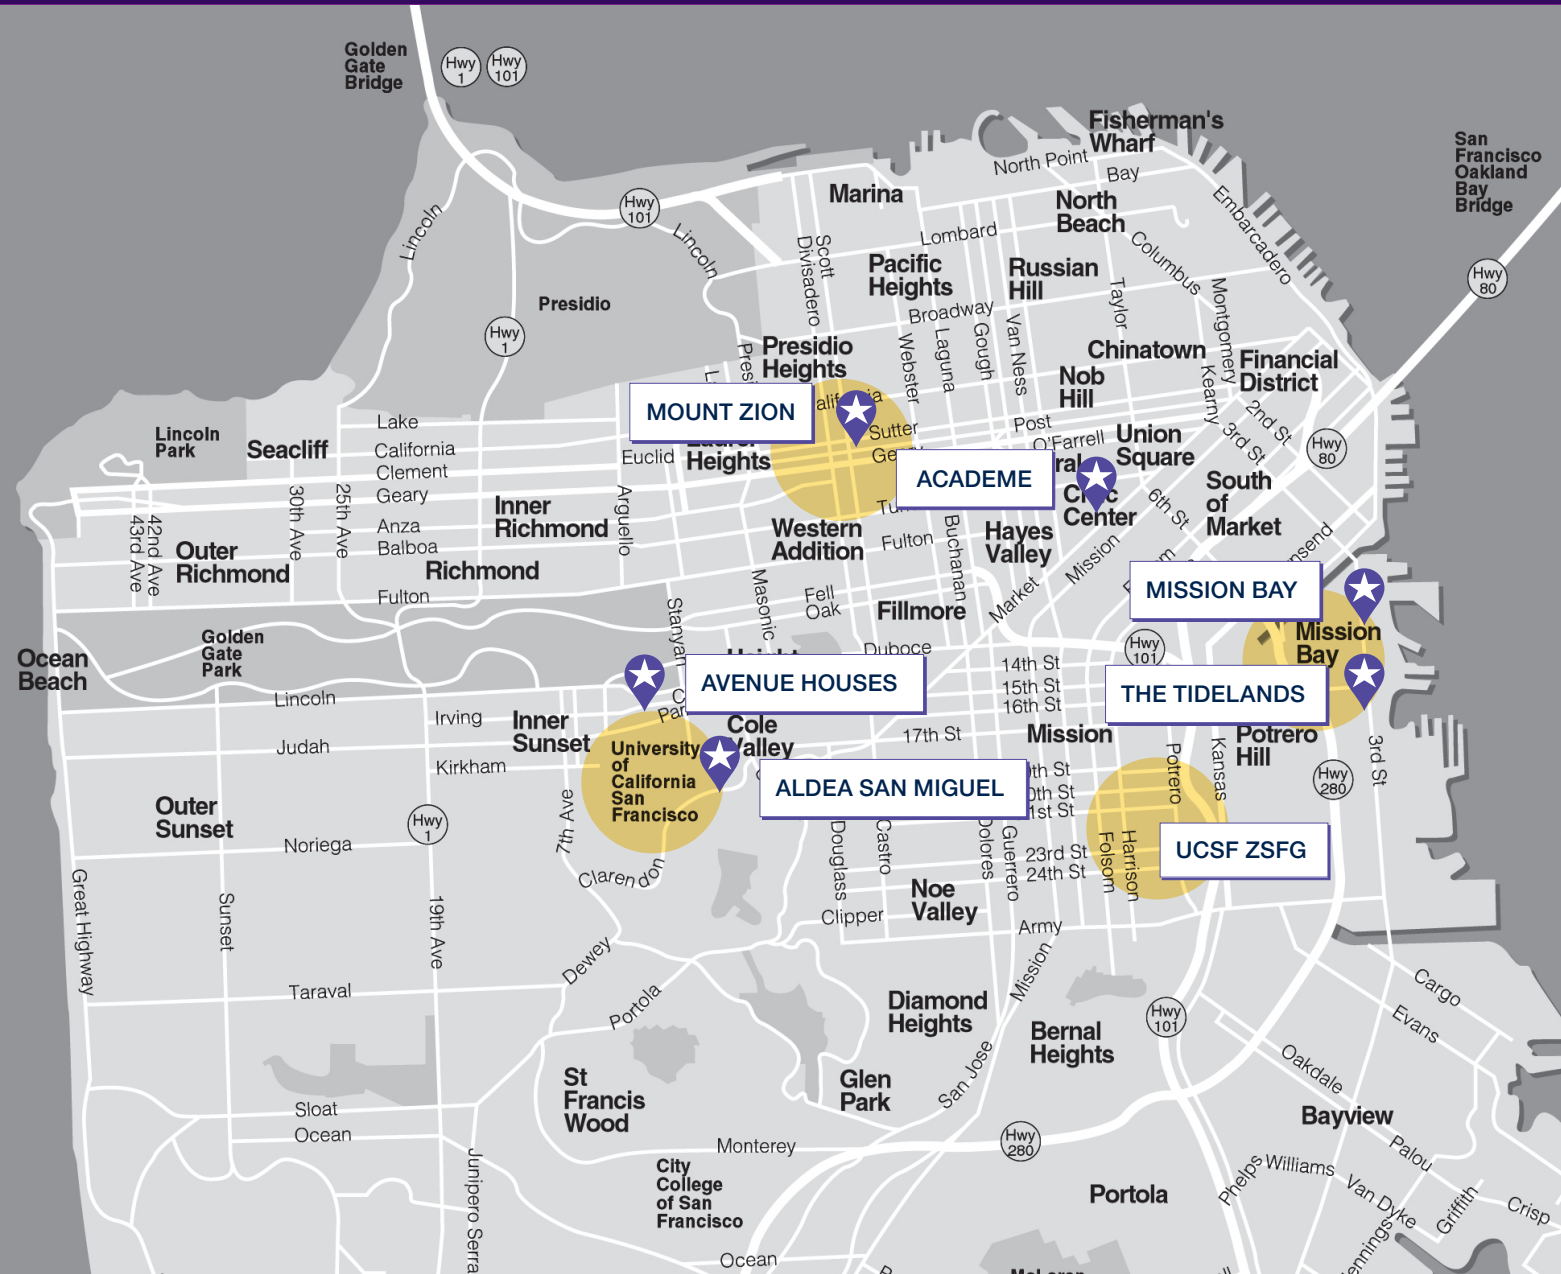 Golden
Gate
Bridge
Hwy
1
Hwy
101
Fisherman's
Wharf
San
Francisco
Oakland
Bay
Bridge
North Point
Bay
Marina
North
Beach
Embarcadero
Hwy
101
Lincoln
Lincoln
Lombard
Columbus
Scott
Divisadero
Pacific
Heights
Russian
Hill
Hwy
80
Presidio
Taylor
Montgomery
Broadway
Hwy
1
Laguna
Gough
Van Ness
Webster
Presidio
Heights
Chinatown
Financial
District
Nob
Hill
Kearny
MOUNT ZION
Lake
California
Clement
Geary
Anza
Balboa
Fulton
Lincoln
Park
Seacliff
Euclid
Heights
Sutter
Post
O'Farrell
Union
Square
2nd St
3rd St
Hwy
80
ACADEME
Center
South
of
Market
6th St
30th Ave
25th Ave
43rd Ave
42nd Ave
Inner
Richmond
Arguello
Western
Addition
Fulton
Buchanan
Hayes
Valley
Mission
Market
Outer
Richmond
Richmond
MISSION BAY
Masonic
Stanyan
Fell
Oak
Fillmore
Duboce
Mission
Bay
Hwy
101
Golden
Gate
Park
Ocean
Beach
AVENUE HOUSES
14th St
15th St
16th St
THE TIDELANDS
Lincoln
Irving
Judah
Kirkham
Inner
Sunset
Cole
Valley
17th St
Mission
Potrero
Hill
Potrero
Kansas
3rd St
Hwy
280
University
of
California
San
Francisco
ALDEA SAN MIGUEL
Outer
Sunset
Hwy
1
7th Ave
Noriega
Clarendon
Douglass
Castro
Dolores
Guerrero
23rd St
24th St
Folsom
Harrison
UCSF ZSFG
Noe
Valley
Clipper
Army
Great Highway
Sunset
19th Ave
Dewey
Portola
Mission
Taraval
Diamond
Heights
Bernal
Heights
Hwy
101
Cargo
Evans
Oakdale
San Jose
St
Francis
Wood
Glen
Park
Bayview
Sloat
Ocean
Monterey
Hwy
280
Palou
Phelps
Williams
Van Dyke
Griffith
Crisp
Junipero Serra
City
College
of San
Francisco
Portola
Ocean